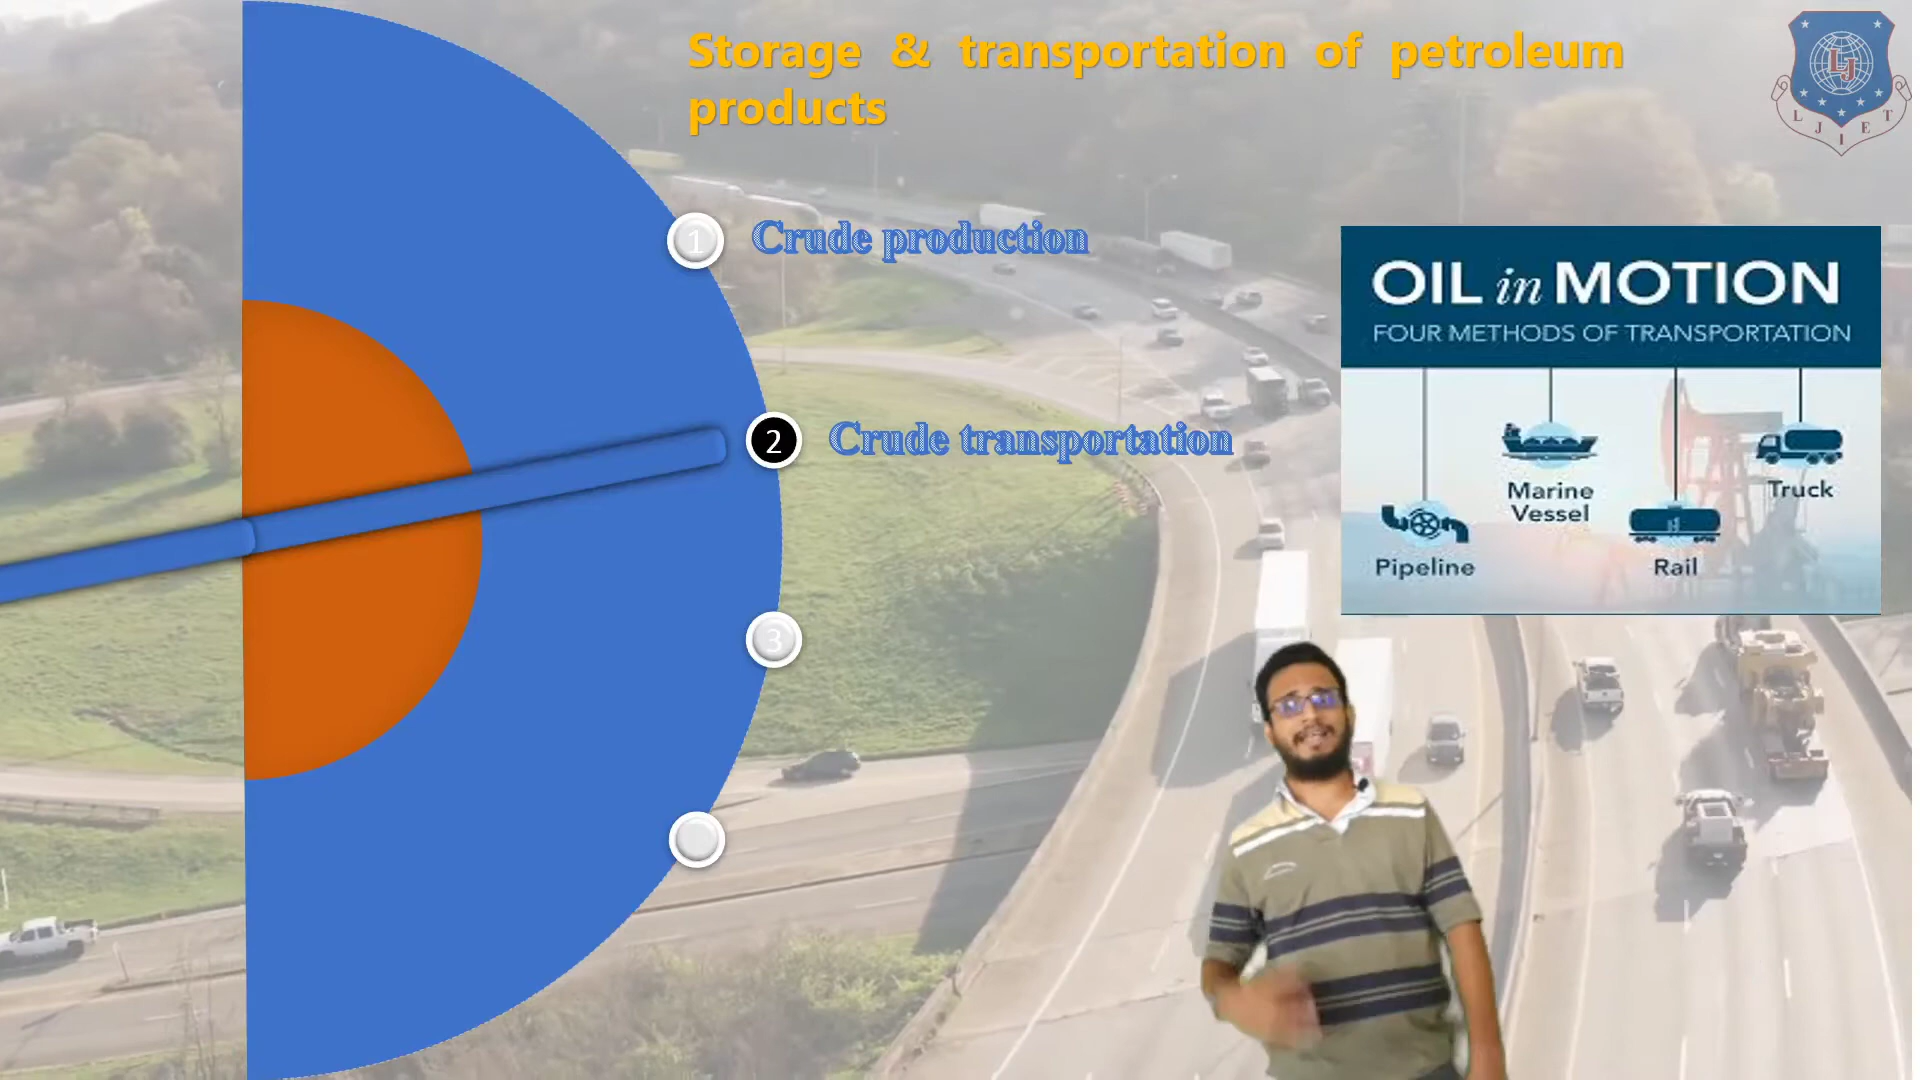 Storage & transportation of petroleum
products
L J I E T
LJ
1 Crude production
OIL in MOTION
FOUR METHODS OF TRANSPORTATION
2 Crude transportation
Marine
Vessel
Truck
Pipeline
Rail
3